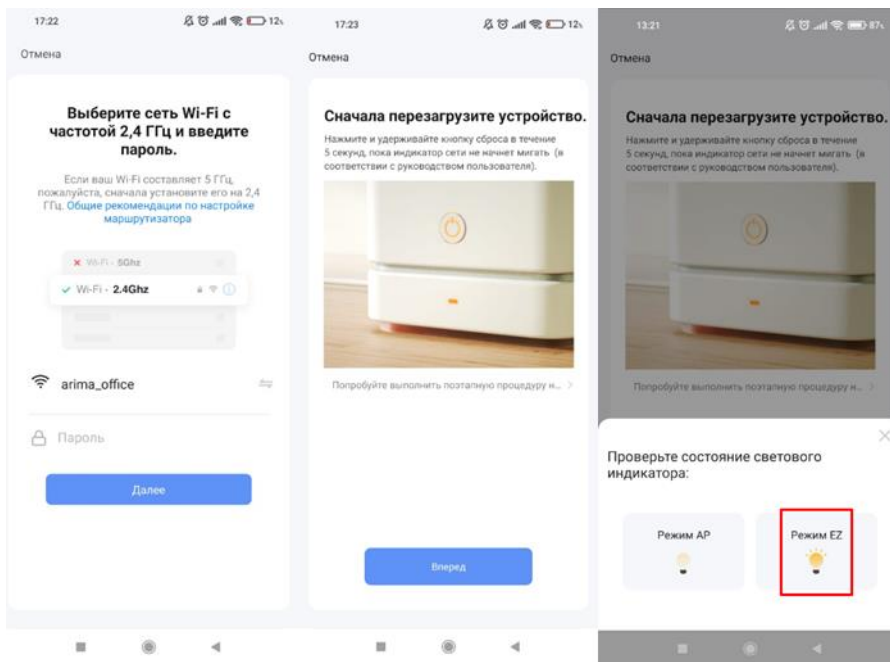 17:22
12%
Отмена
Выберите сеть Wi-Fi с
частотой 2,4 ГГц и введите
пароль.
Если ваш Wi-Fi составляет 5 ГГц,
пожалуйста, сначала установите его на 2,4
ГГц. Общие рекомендации по настройке
маршрутизатора
Wi-Fi - 5Ghz
Wi-Fi - 2.4Ghz
arima_office
Пароль
Далее
17:23
12%
Отмена
Сначала перезагрузите устройство.
Нажмите и удерживайте кнопку сброса в течение
5 секунд, пока индикатор сети не начнет мигать (в
соответствии с руководством пользователя).
Попробуйте выполнить поэтапную процедуру н...
Вперед
13:21
87%
Отмена
Сначала перезагрузите устройство.
Нажмите и удерживайте кнопку сброса в течение
5 секунд, пока индикатор сети не начнет мигать (в
соответствии с руководством пользователя).
Попробуйте выполнить поэтапную процедуру н...
Проверьте состояние светового
индикатора:
Режим AP
Режим EZ